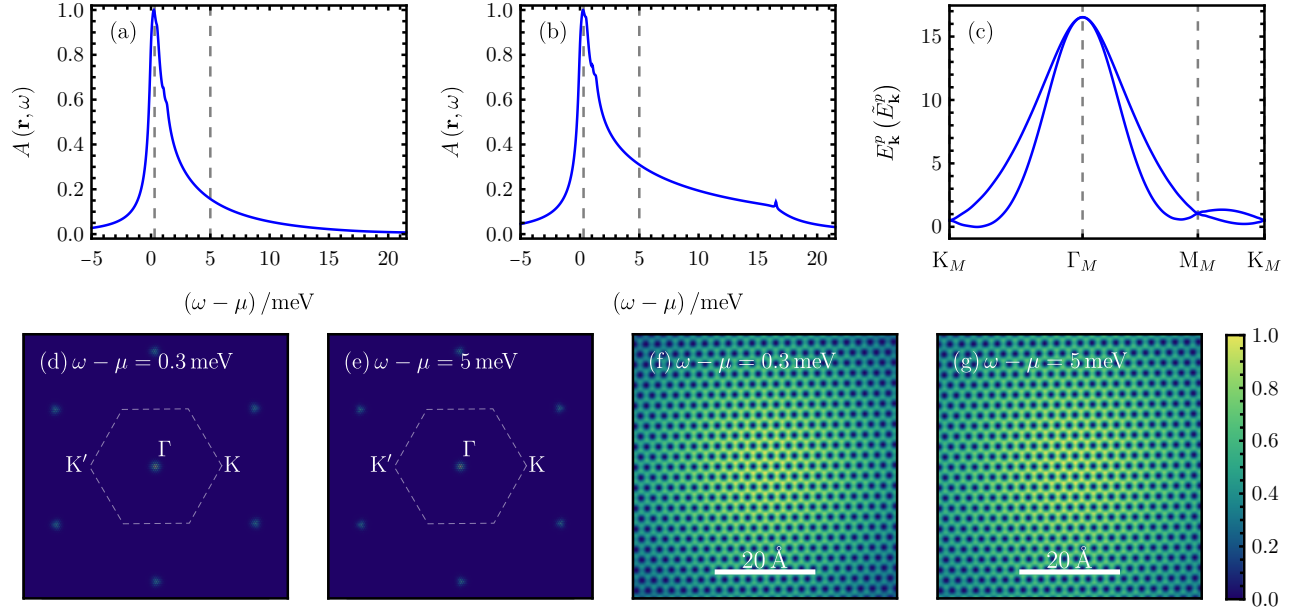 (a)
A (r, ω)
1.0
0.8
0.6
0.4
0.2
0.0
−5 0 5 10 15 20
(ω − μ) /meV
(b)
A (r, ω)
1.0
0.8
0.6
0.4
0.2
0.0
−5 0 5 10 15 20
(ω − μ) /meV
(c)
E^p_k (Ẽ^p_k)
15
10
5
0
K_M Γ_M M_M K_M
(d) ω − μ = 0.3 meV
Γ
K′ K
(e) ω − μ = 5 meV
Γ
K′ K
(f) ω − μ = 0.3 meV
20 Å
(g) ω − μ = 5 meV
20 Å
1.0
0.8
0.6
0.4
0.2
0.0